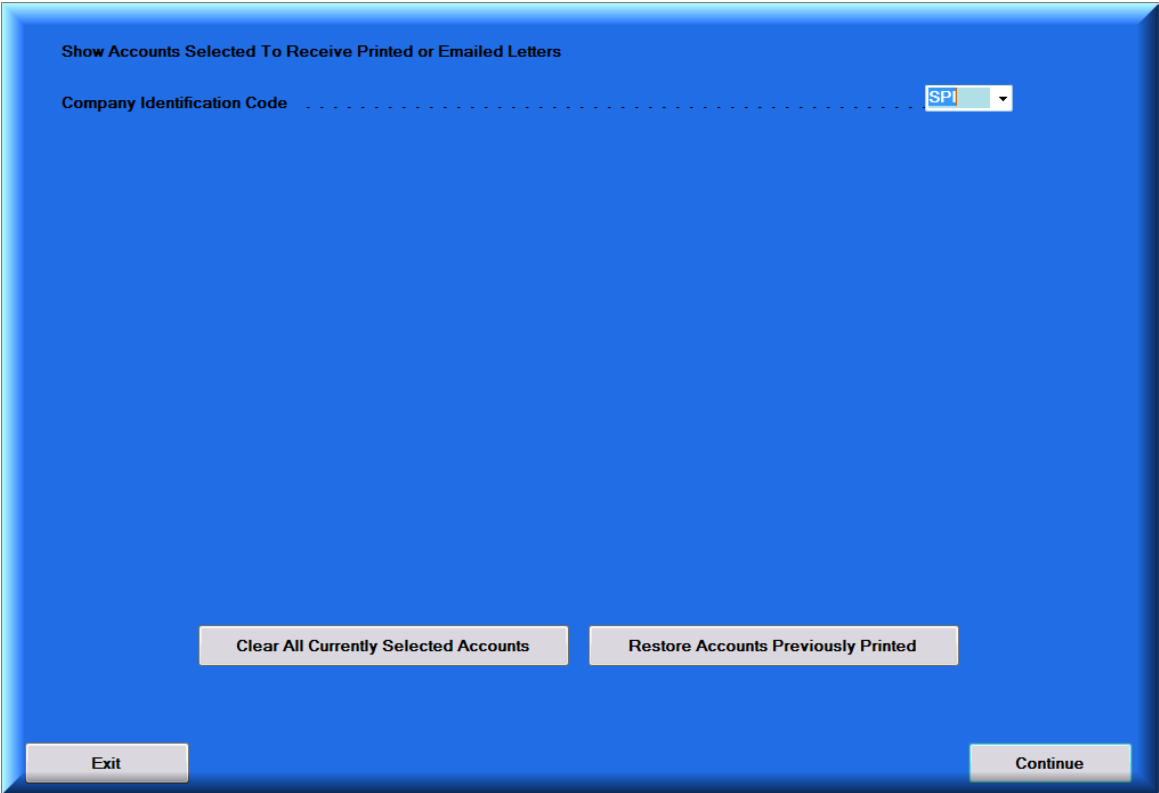 Show Accounts Selected To Receive Printed or Emailed Letters
Company Identification Code . . . . . . . . . . . . . . . . . . . . . . . . . . . . . . . . . . . . . . . . . . . . . . SPI
Clear All Currently Selected Accounts Restore Accounts Previously Printed
Exit Continue